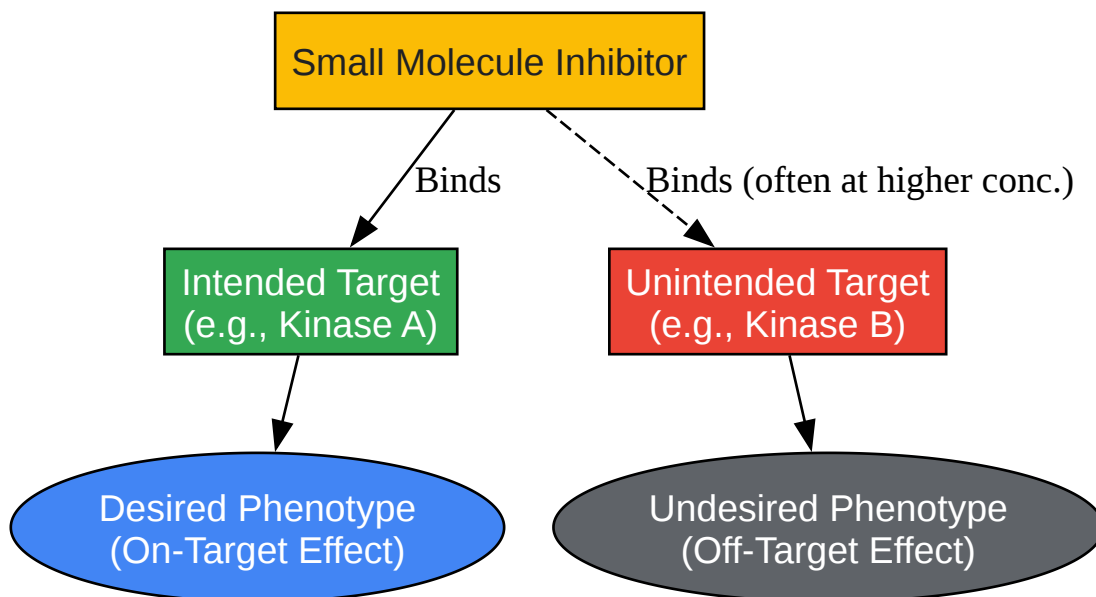 Small Molecule Inhibitor
Binds
Binds (often at higher conc.)
Intended Target
(e.g., Kinase A)
Unintended Target
(e.g., Kinase B)
Desired Phenotype
(On-Target Effect)
Undesired Phenotype
(Off-Target Effect)